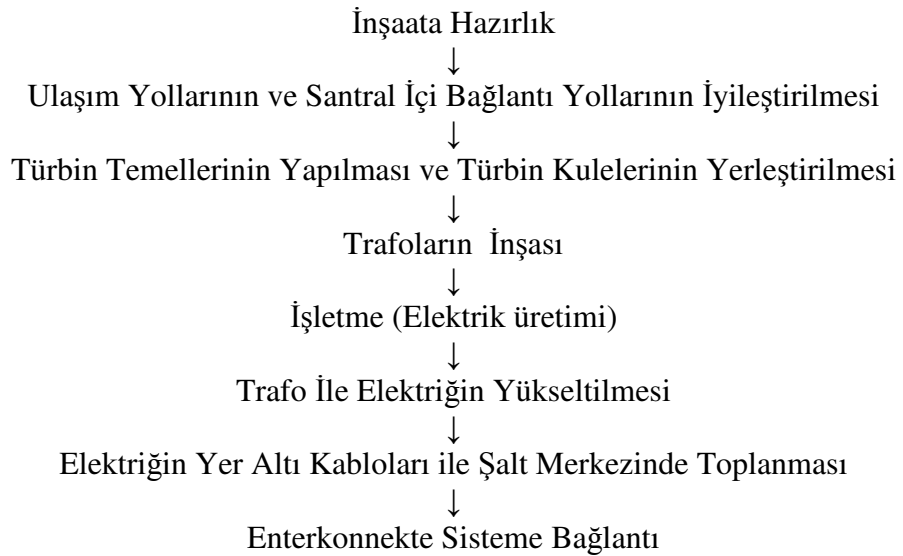 İnşaata Hazırlık
↓
Ulaşım Yollarının ve Santral İçi Bağlantı Yollarının İyileştirilmesi
↓
Türbin Temellerinin Yapılması ve Türbin Kulelerinin Yerleştirilmesi
↓
Trafoların İnşası
↓
İşletme (Elektrik üretimi)
↓
Trafo İle Elektriğin Yükseltilmesi
↓
Elektriğin Yer Altı Kabloları ile Şalt Merkezinde Toplanması
↓
Enterkonnekte Sisteme Bağlantı